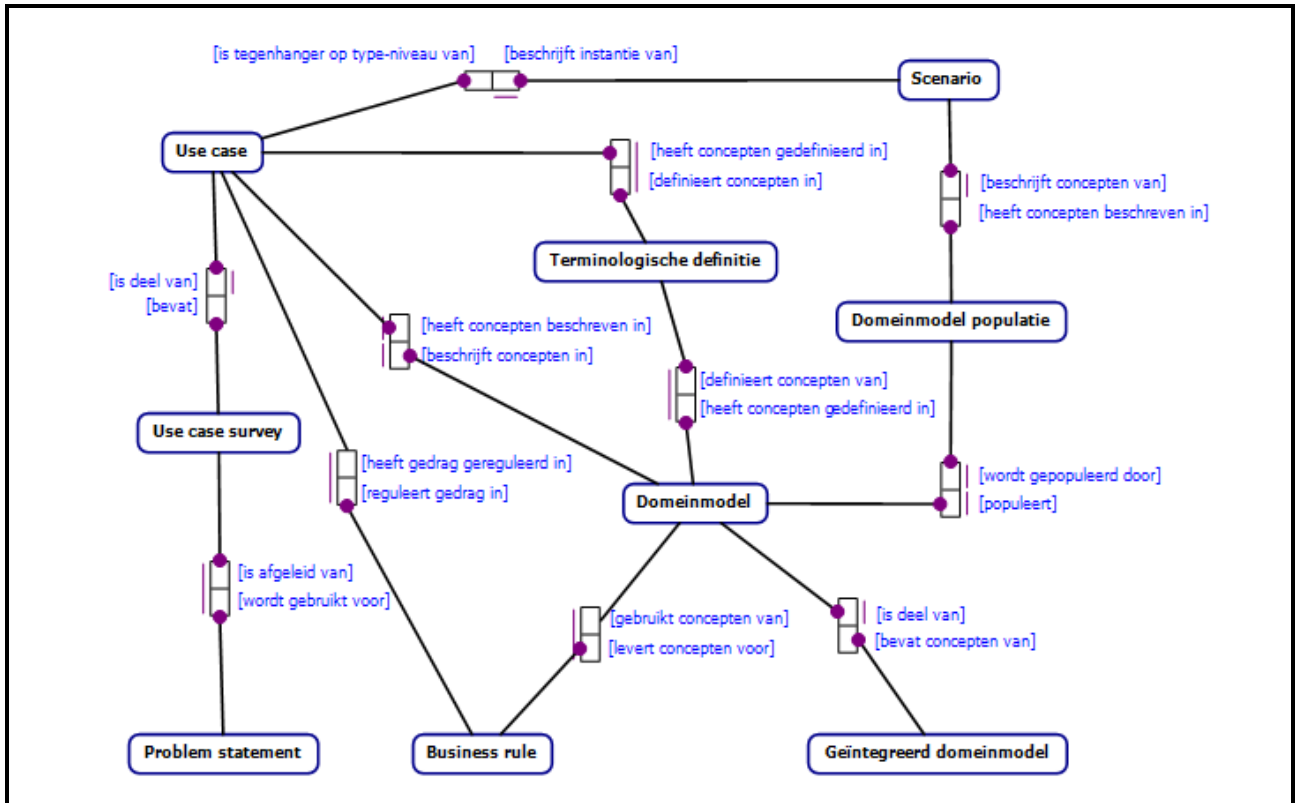 [is tegenhanger op type-niveau van]
[beschrijft instantie van]
Scenario
Use case
[heeft concepten gedefinieerd in]
[definieert concepten in]
[beschrijft concepten van]
[heeft concepten beschreven in]
Terminologische definitie
[is deel van]
[bevat]
Domeinmodel populatie
[heeft concepten beschreven in]
[beschrijft concepten in]
[definieert concepten van]
[heeft concepten gedefinieerd in]
Use case survey
[heeft gedrag gereguleerd in]
[reguleert gedrag in]
Domeinmodel
[wordt gepopuleerd door]
[populeert]
[is afgeleid van]
[wordt gebruikt voor]
[gebruikt concepten van]
[levert concepten voor]
[is deel van]
[bevat concepten van]
Problem statement
Business rule
Geïntegreerd domeinmodel